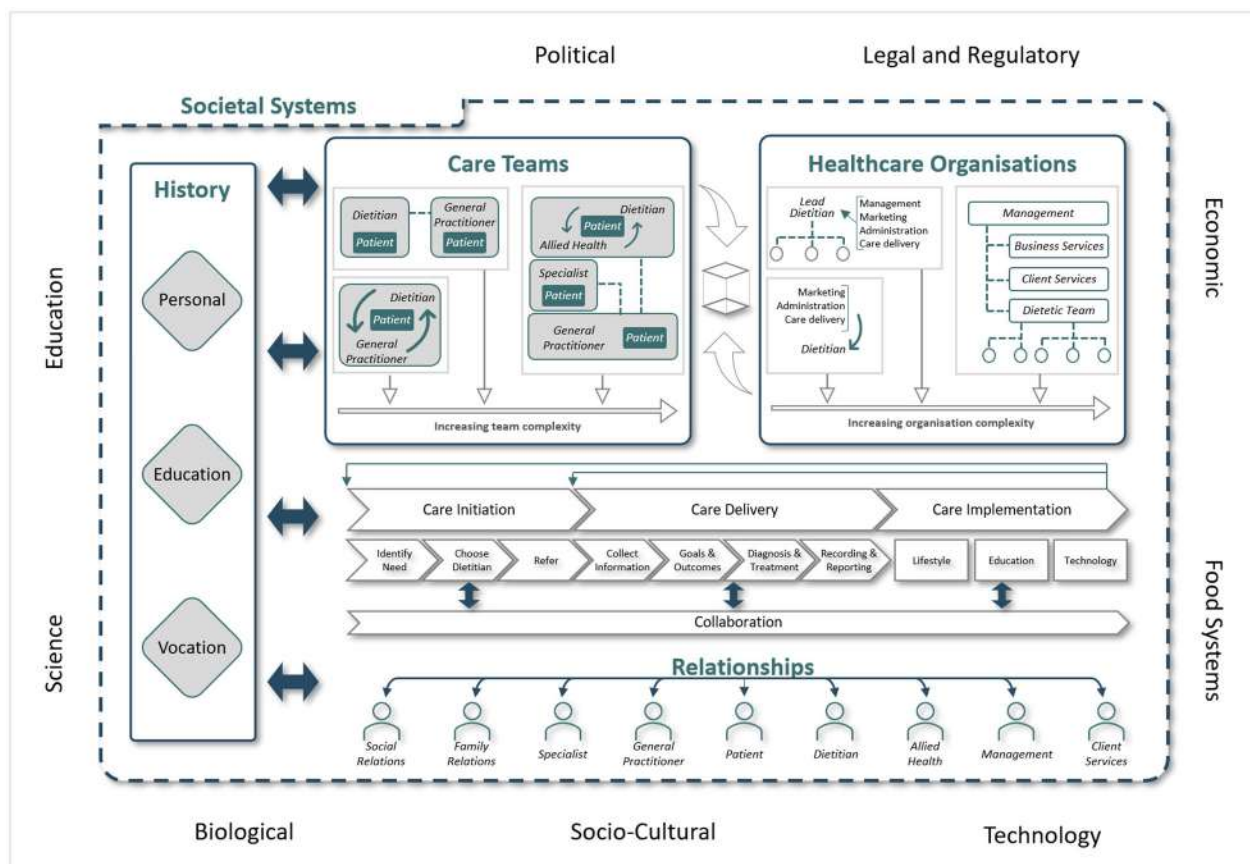 Political
Legal and Regulatory
Societal Systems
Education
Science
History
Personal
Education
Vocation
Care Teams
Dietitian
Patient
General
Practitioner
Patient
Dietitian
Patient
General
Practitioner
Dietitian
Patient
Allied Health
Specialist
Patient
General
Practitioner
Patient
Increasing team complexity
Healthcare Organisations
Lead
Dietitian
Management
Marketing
Administration
Care delivery
Marketing
Administration
Care delivery
Dietitian
Management
Business Services
Client Services
Dietetic Team
Increasing organisation complexity
Care Initiation
Care Delivery
Care Implementation
Identify
Need
Choose
Dietitian
Refer
Collect
Information
Goals &
Outcomes
Diagnosis &
Treatment
Recording &
Reporting
Lifestyle
Education
Technology
Collaboration
Relationships
Social
Relations
Family
Relations
Specialist
General
Practitioner
Patient
Dietitian
Allied
Health
Management
Client
Services
Economic
Food Systems
Biological
Socio-Cultural
Technology